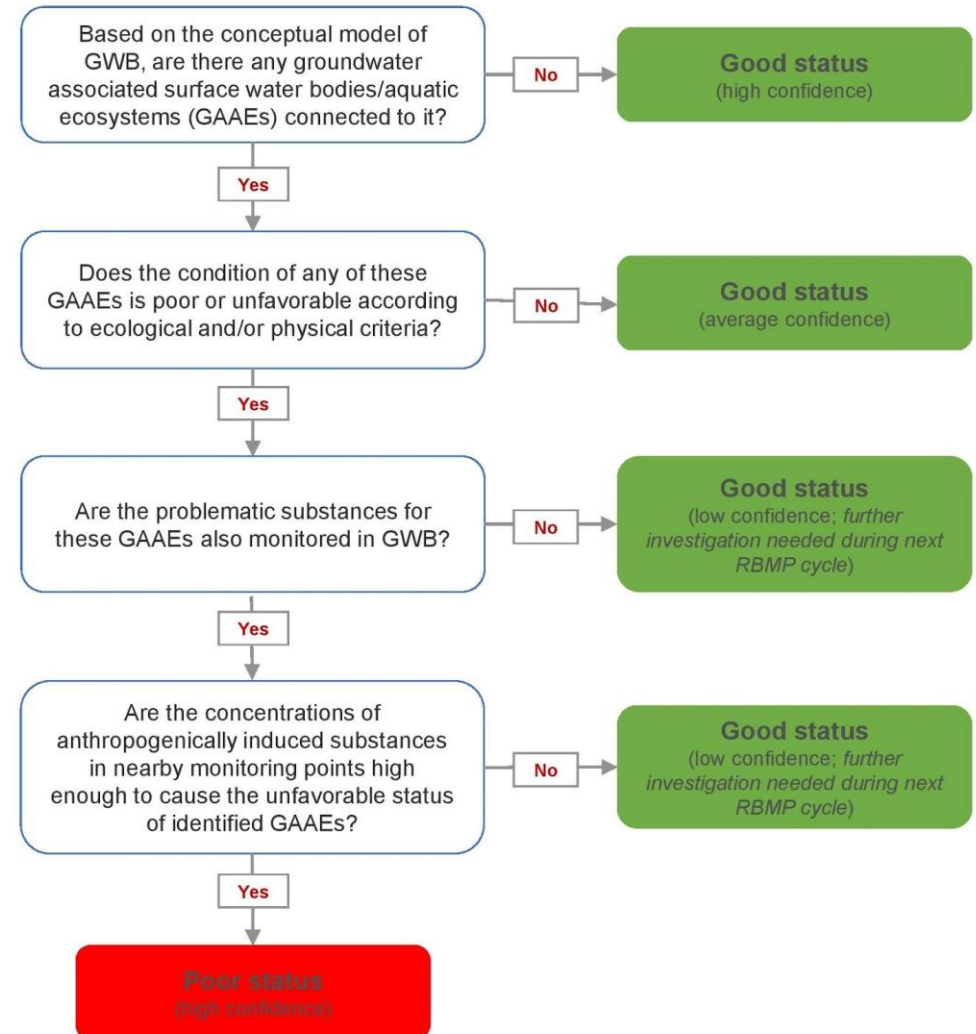 Based on the conceptual model of
GWB, are there any groundwater
associated surface water bodies/aquatic
ecosystems (GAAEs) connected to it?
No
Good status
(high confidence)
Yes
Does the condition of any of these
GAAEs is poor or unfavorable according
to ecological and/or physical criteria?
No
Good status
(average confidence)
Yes
Are the problematic substances for
these GAAEs also monitored in GWB?
No
Good status
(low confidence; further
investigation needed during next
RBMP cycle)
Yes
Are the concentrations of
anthropogenically induced substances
in nearby monitoring points high
enough to cause the unfavorable status
of identified GAAEs?
No
Good status
(low confidence; further
investigation needed during next
RBMP cycle)
Yes
Poor status
(high confidence)